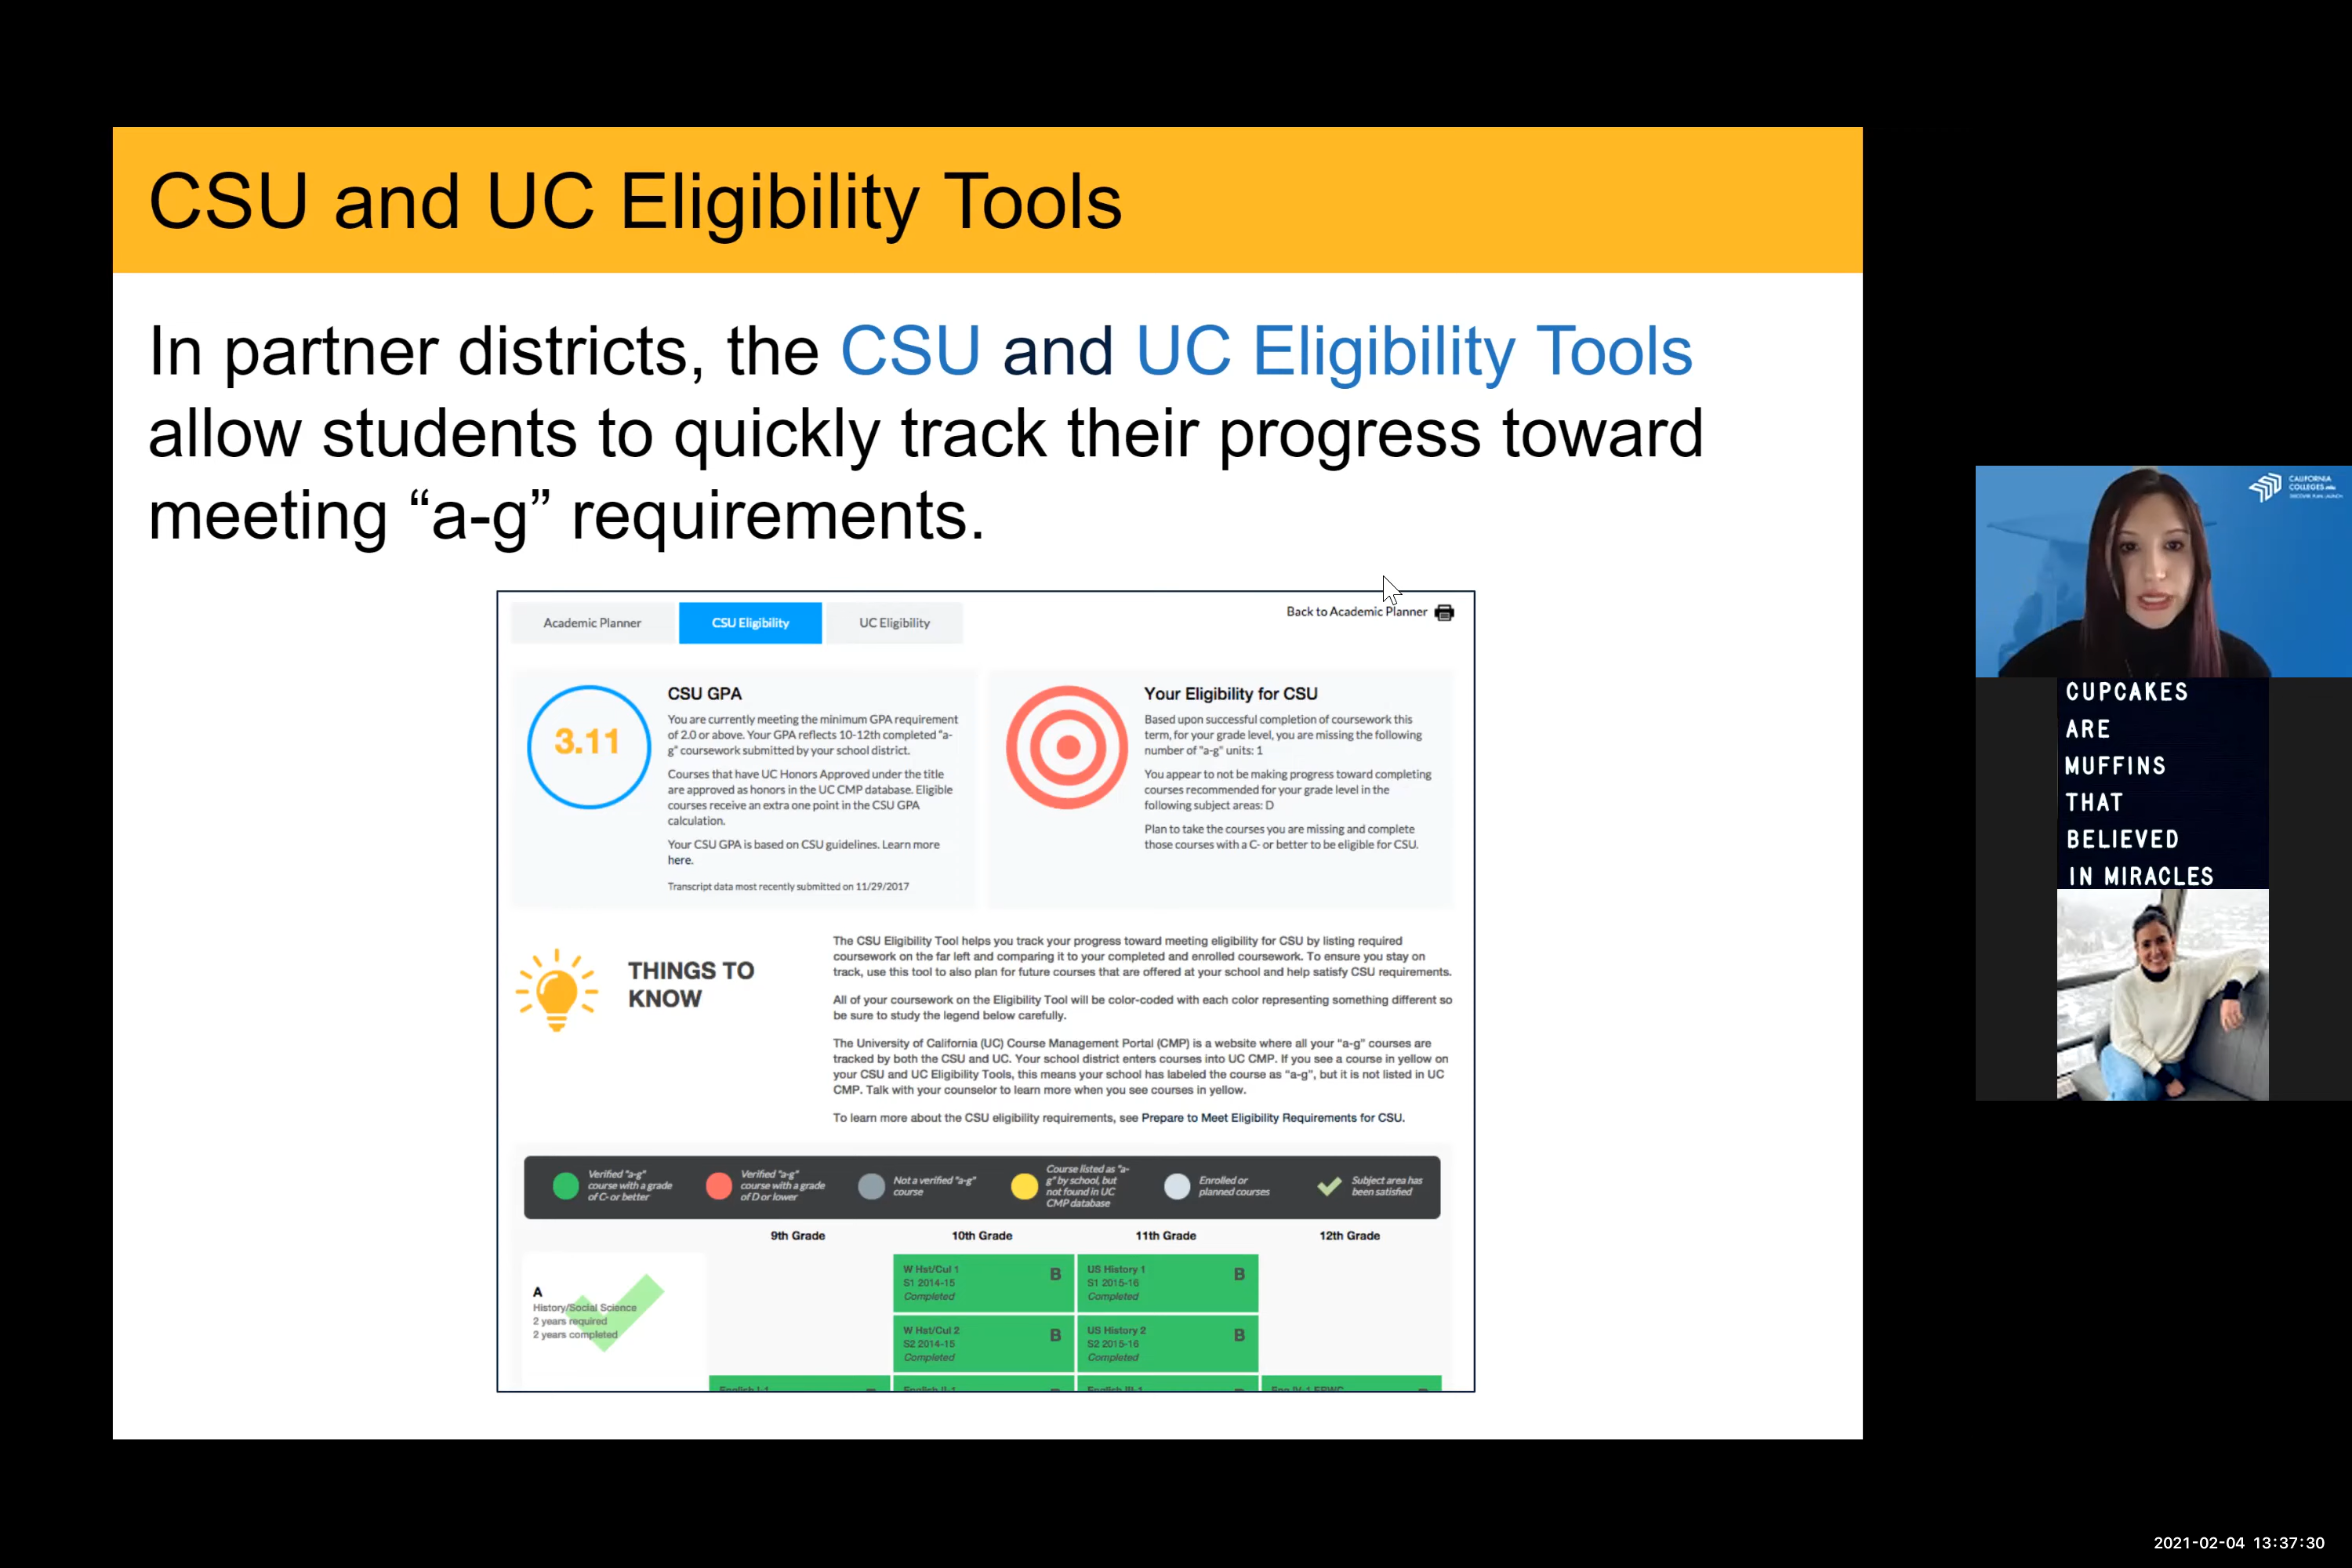 CSU and UC Eligibility Tools
In partner districts, the CSU and UC Eligibility Tools
allow students to quickly track their progress toward
meeting “a-g” requirements.
Academic Planner
CSU Eligibility
UC Eligibility
Back to Academic Planner
3.11
CSU GPA
You are currently meeting the minimum GPA requirement
of 2.0 or above. Your GPA reflects 10-12th completed "a-
g" coursework submitted by your school district.
Courses that have UC Honors Approved under the title
are approved as honors in the UC CMP database. Eligible
courses receive an extra one point in the CSU GPA
calculation.
Your CSU GPA is based on CSU guidelines. Learn more
here.
Transcript data most recently submitted on 11/29/2017
Your Eligibility for CSU
Based upon successful completion of coursework this
term, for your grade level, you are missing the following
number of "a-g" units: 1
You appear to not be making progress toward completing
courses recommended for your grade level in the
following subject areas: D
Plan to take the courses you are missing and complete
those courses with a C- or better to be eligible for CSU.
THINGS TO
KNOW
The CSU Eligibility Tool helps you track your progress toward meeting eligibility for CSU by listing required
coursework on the far left and comparing it to your completed and enrolled coursework. To ensure you stay on
track, use this tool to also plan for future courses that are offered at your school and help satisfy CSU requirements.
All of your coursework on the Eligibility Tool will be color-coded with each color representing something different so
be sure to study the legend below carefully.
The University of California (UC) Course Management Portal (CMP) is a website where all your "a-g" courses are
tracked by both the CSU and UC. Your school district enters courses into UC CMP. If you see a course in yellow on
your CSU and UC Eligibility Tools, this means your school has labeled the course as "a-g", but it is not listed in UC
CMP. Talk with your counselor to learn more when you see courses in yellow.
To learn more about the CSU eligibility requirements, see Prepare to Meet Eligibility Requirements for CSU.
Verified "a-g"
course with a grade
of C- or better
Verified "a-g"
course with a grade
of D or lower
Not a verified "a-g"
course
Course listed as "a-
g" by school, but
not found in UC
CMP database
Enrolled or
planned courses
Subject area has
been satisfied
9th Grade
10th Grade
11th Grade
12th Grade
A
History/Social Science
2 years required
2 years completed
W Hst/Cul 1 B
S1 2014-15
Completed
US History 1 B
S1 2015-16
Completed
W Hst/Cul 2 B
S2 2014-15
Completed
US History 2 B
S2 2015-16
Completed
CALIFORNIA
COLLEGES.edu
CUPCAKES
ARE
MUFFINS
THAT
BELIEVED
IN MIRACLES
2021-02-04 13:37:30